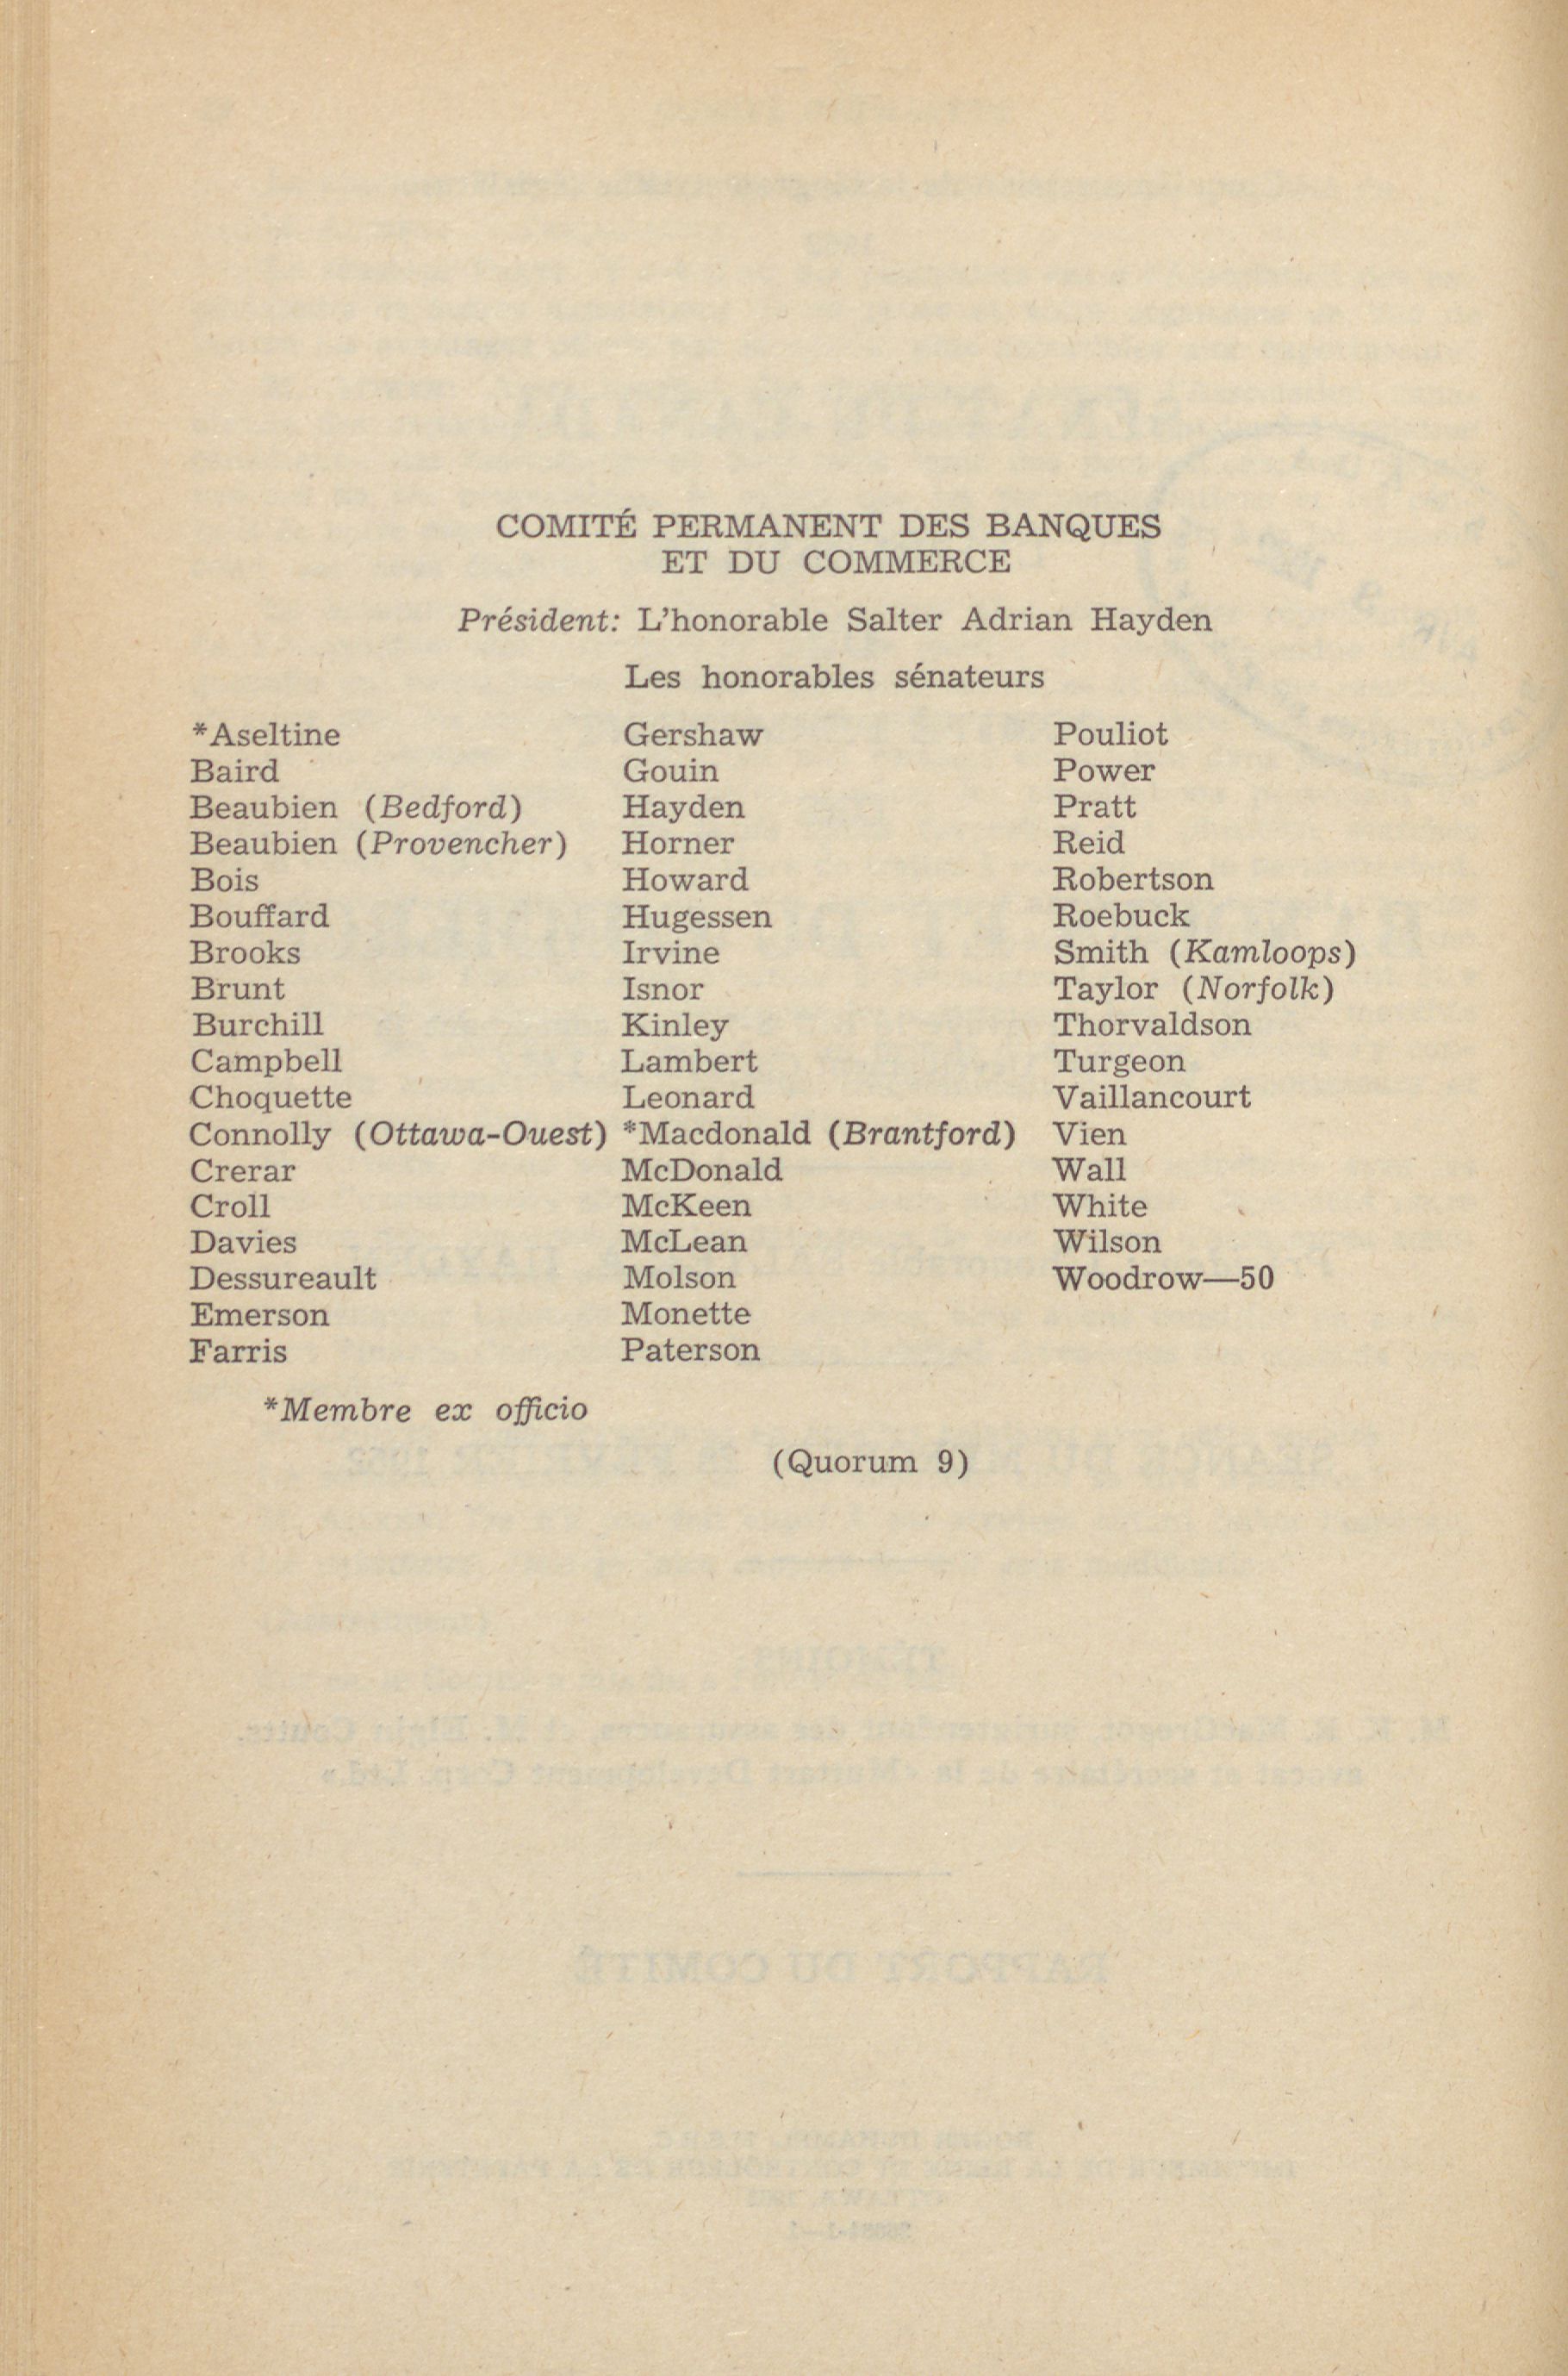 COMITÉ PERMANENT DES BANQUES
ET DU COMMERCE
Président: L'honorable Salter Adrian Hayden
Les honorables sénateurs
*Aseltine
Baird
Beaubien (Bedford)
Beaubien (Provencher)
Bois
Bouffard
Brooks
Brunt
Burchill
Campbell
Choquette
Connolly (Ottawa-Ouest)
Crerar
Croll
Davies
Dessureault
Emerson
Farris
Gershaw
Gouin
Hayden
Horner
Howard
Hugessen
Irvine
Isnor
Kinley
Lambert
Leonard
*Macdonald (Brantford)
McDonald
McKeen
McLean
Molson
Monette
Paterson
Pouliot
Power
Pratt
Reid
Robertson
Roebuck
Smith (Kamloops)
Taylor (Norfolk)
Thorvaldson
Turgeon
Vaillancourt
Vien
Wall
White
Wilson
Woodrow—50
*Membre ex officio
(Quorum 9)